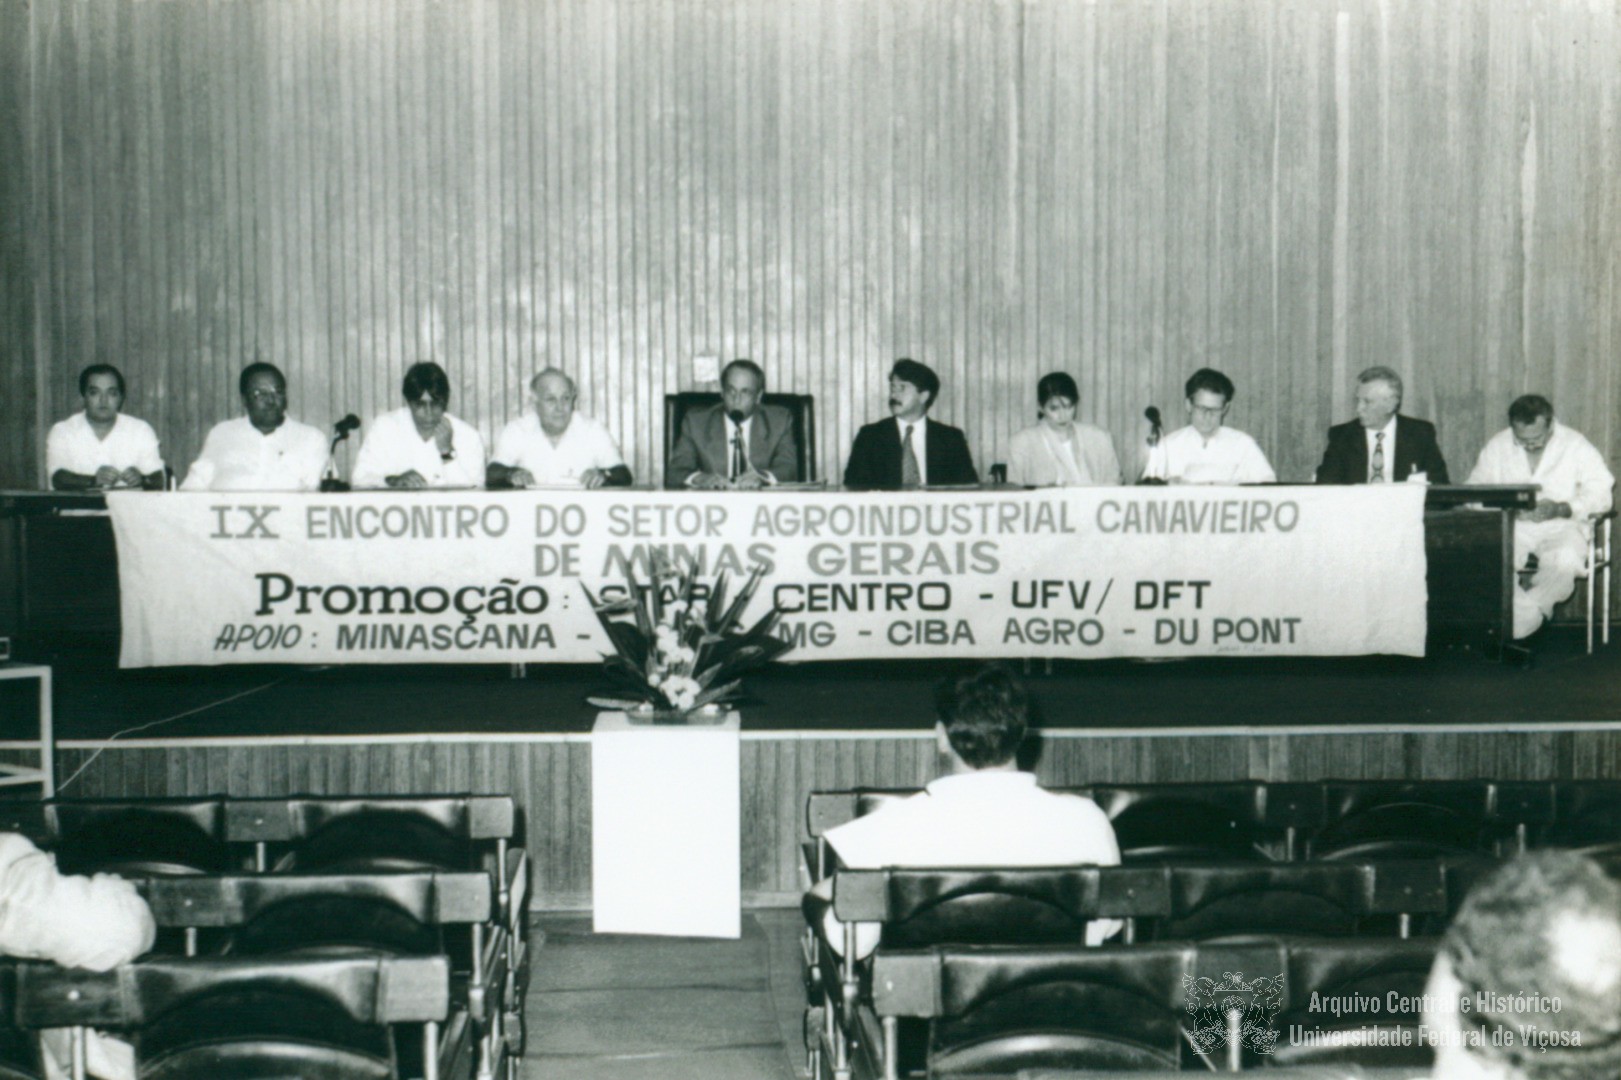 IX ENCONTRO DO SETOR AGROINDUSTRIAL CANAVIEIRO
DE MINAS GERAIS
Promoção: CENTRO - UFV/ DFT
APOIO: MINASCANA - MG - CIBA AGRO - DU PONT
Arquivo Central e Histórico
Universidade Federal de Viçosa